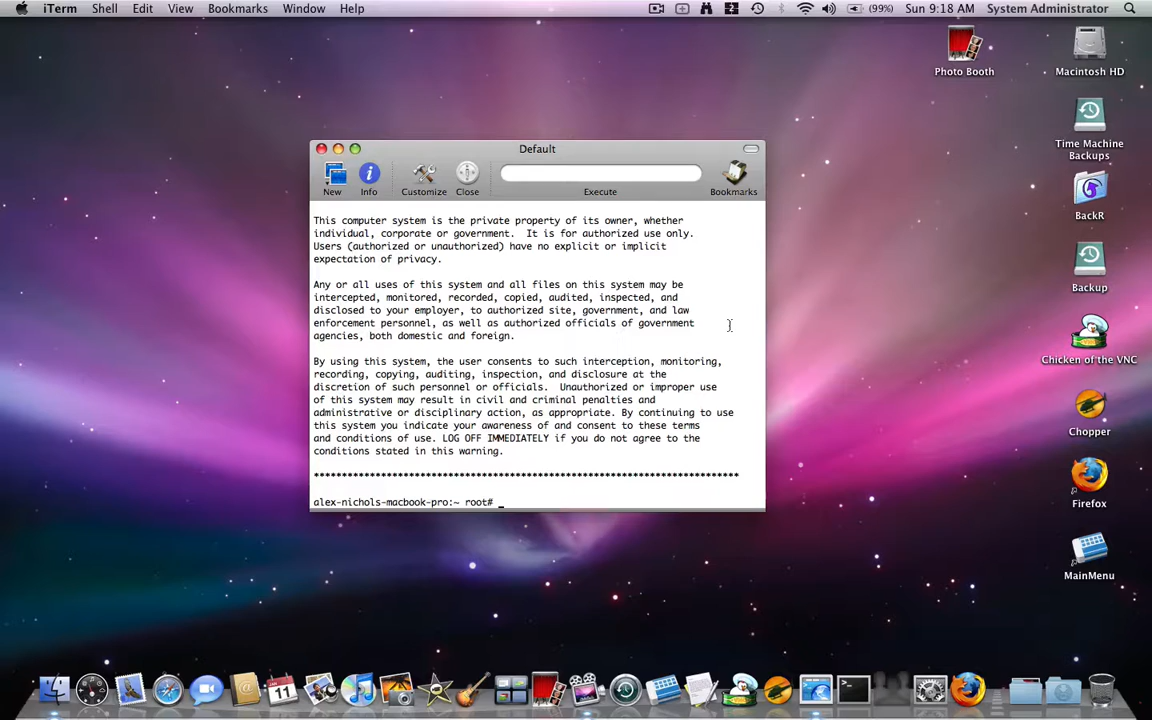 iTerm Shell Edit View Bookmarks Window Help
2 (99%) Sun 9:18 AM System Administrator
Photo Booth
Macintosh HD
Time Machine
Backups
BackR
Backup
Chicken of the VNC
Chopper
Firefox
MainMenu
Default
New Info Customize Close Execute Bookmarks
This computer system is the private property of its owner, whether
individual, corporate or government.  It is for authorized use only.
Users (authorized or unauthorized) have no explicit or implicit
expectation of privacy.
Any or all uses of this system and all files on this system may be
intercepted, monitored, recorded, copied, audited, inspected, and
disclosed to your employer, to authorized site, government, and law
enforcement personnel, as well as authorized officials of government
agencies, both domestic and foreign.
By using this system, the user consents to such interception, monitoring,
recording, copying, auditing, inspection, and disclosure at the
discretion of such personnel or officials.  Unauthorized or improper use
of this system may result in civil and criminal penalties and
administrative or disciplinary action, as appropriate. By continuing to use
this system you indicate your awareness of and consent to these terms
and conditions of use. LOG OFF IMMEDIATELY if you do not agree to the
conditions stated in this warning.
****************************************************************************
alex-nichols-macbook-pro:~ root# _
11